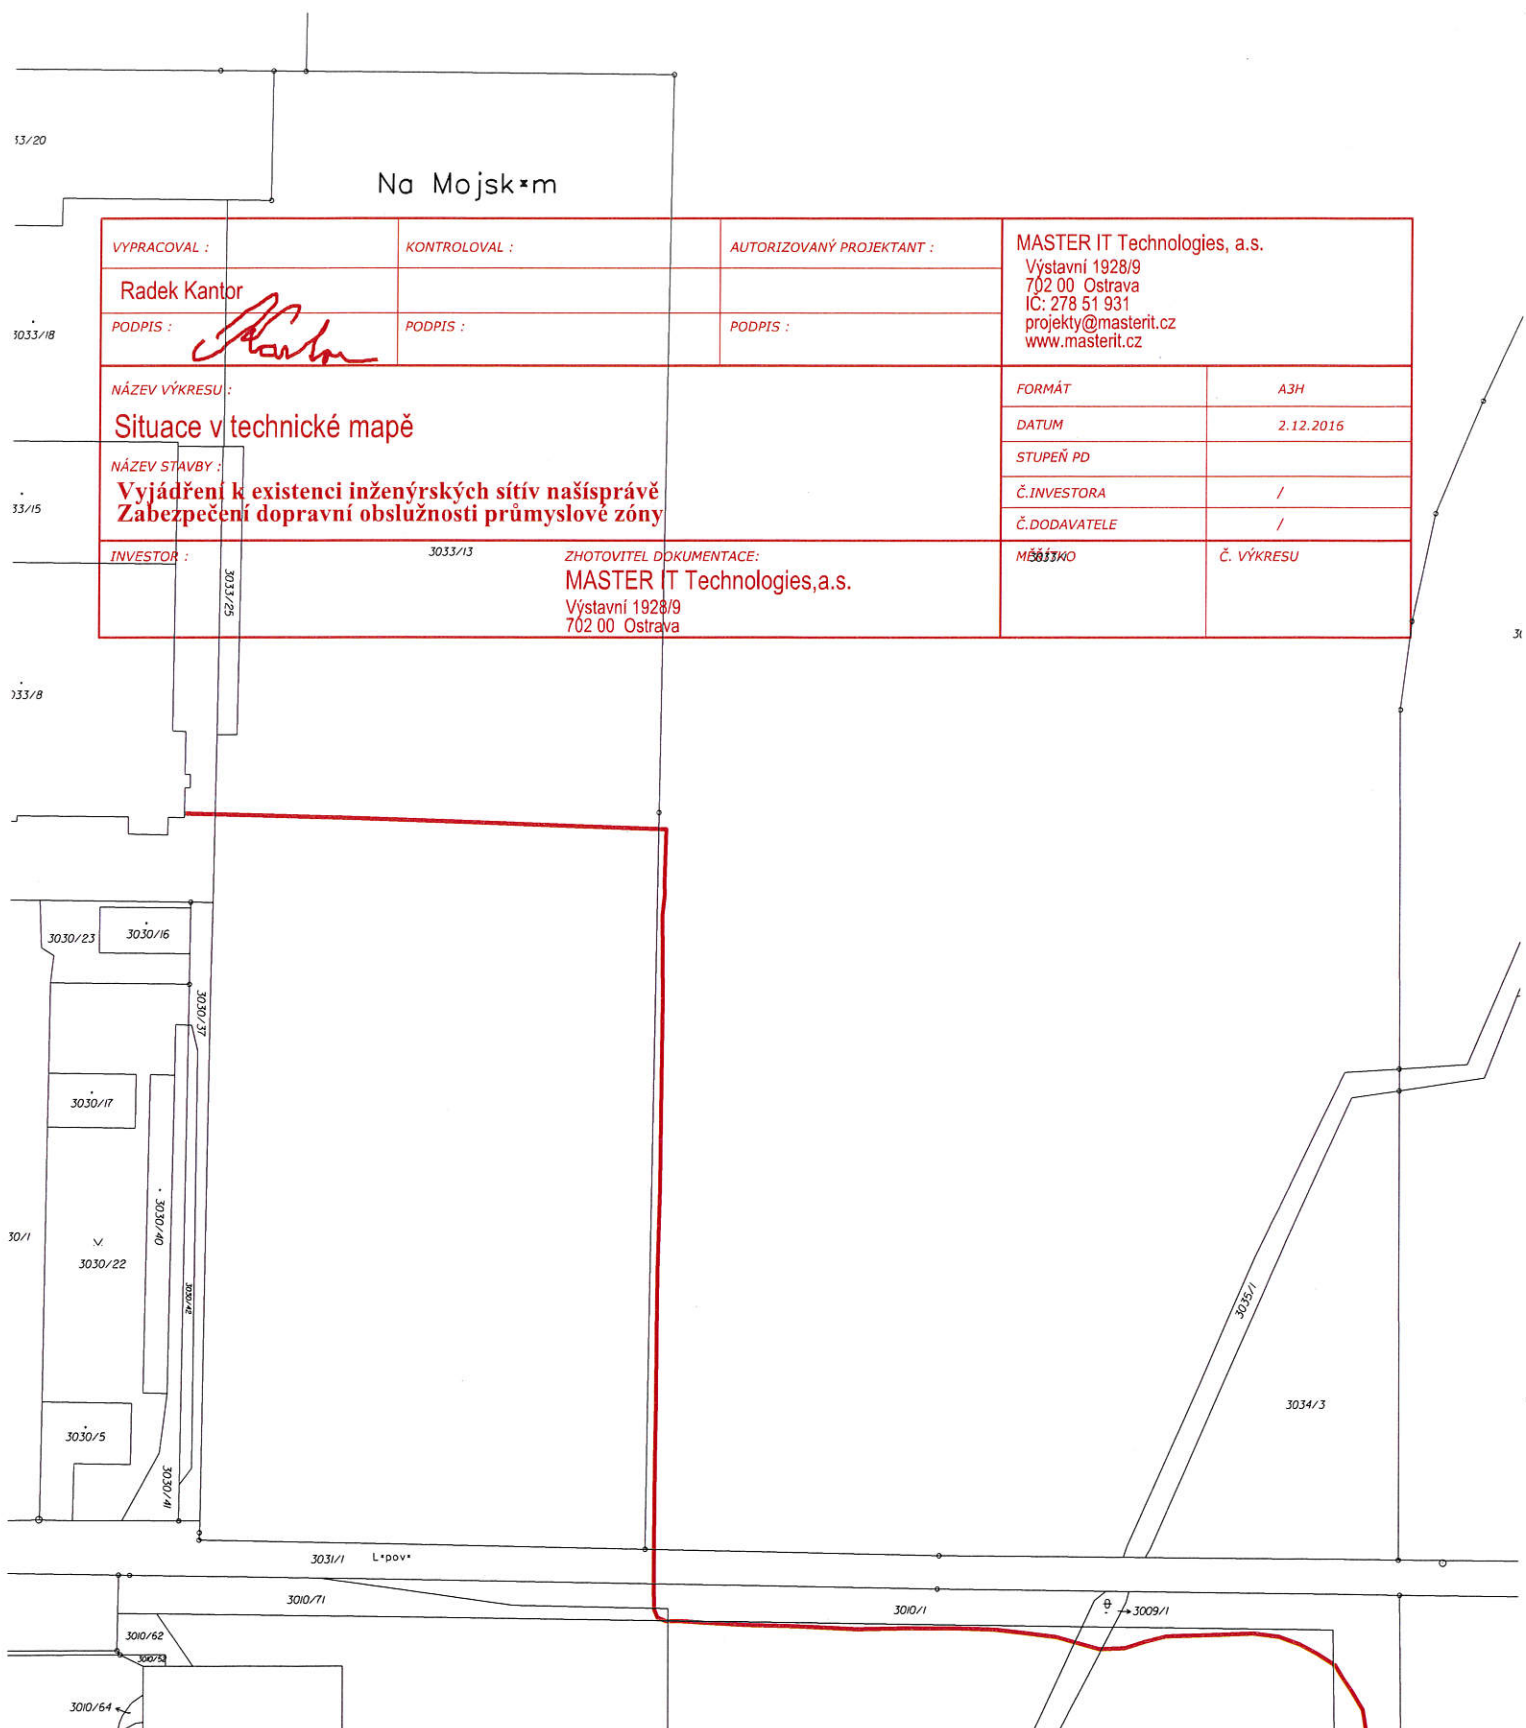 33/20
Na Mojsk*m
VYPRACOVAL :
KONTROLOVAL :
AUTORIZOVANÝ PROJEKTANT :
MASTER IT Technologies, a.s.
Výstavní 1928/9
702 00 Ostrava
IČ: 278 51 931
projekty@masterit.cz
www.masterit.cz
Radek Kantor
PODPIS :
PODPIS :
PODPIS :
3033/18
NÁZEV VÝKRESU :
Situace v technické mapě
FORMÁT
A3H
DATUM
2.12.2016
STUPEŇ PD
Č.INVESTORA
/
Č.DODAVATELE
/
NÁZEV STAVBY :
Vyjádření k existenci inženýrských sítív našísprávě
Zabezpečení dopravní obslužnosti průmyslové zóny
33/15
INVESTOR :
3033/13
ZHOTOVITEL DOKUMENTACE:
MASTER IT Technologies,a.s.
Výstavní 1928/9
702 00 Ostrava
Č. VÝKRESU
3033/25
033/8
3030/23
3030/16
3030/37
3030/17
3030/40
30/1
3030/22
3030/42
3035/1
3034/3
3030/5
3030/41
3031/1
L*pov*
3010/71
3010/1
3009/1
3010/62
3010/64